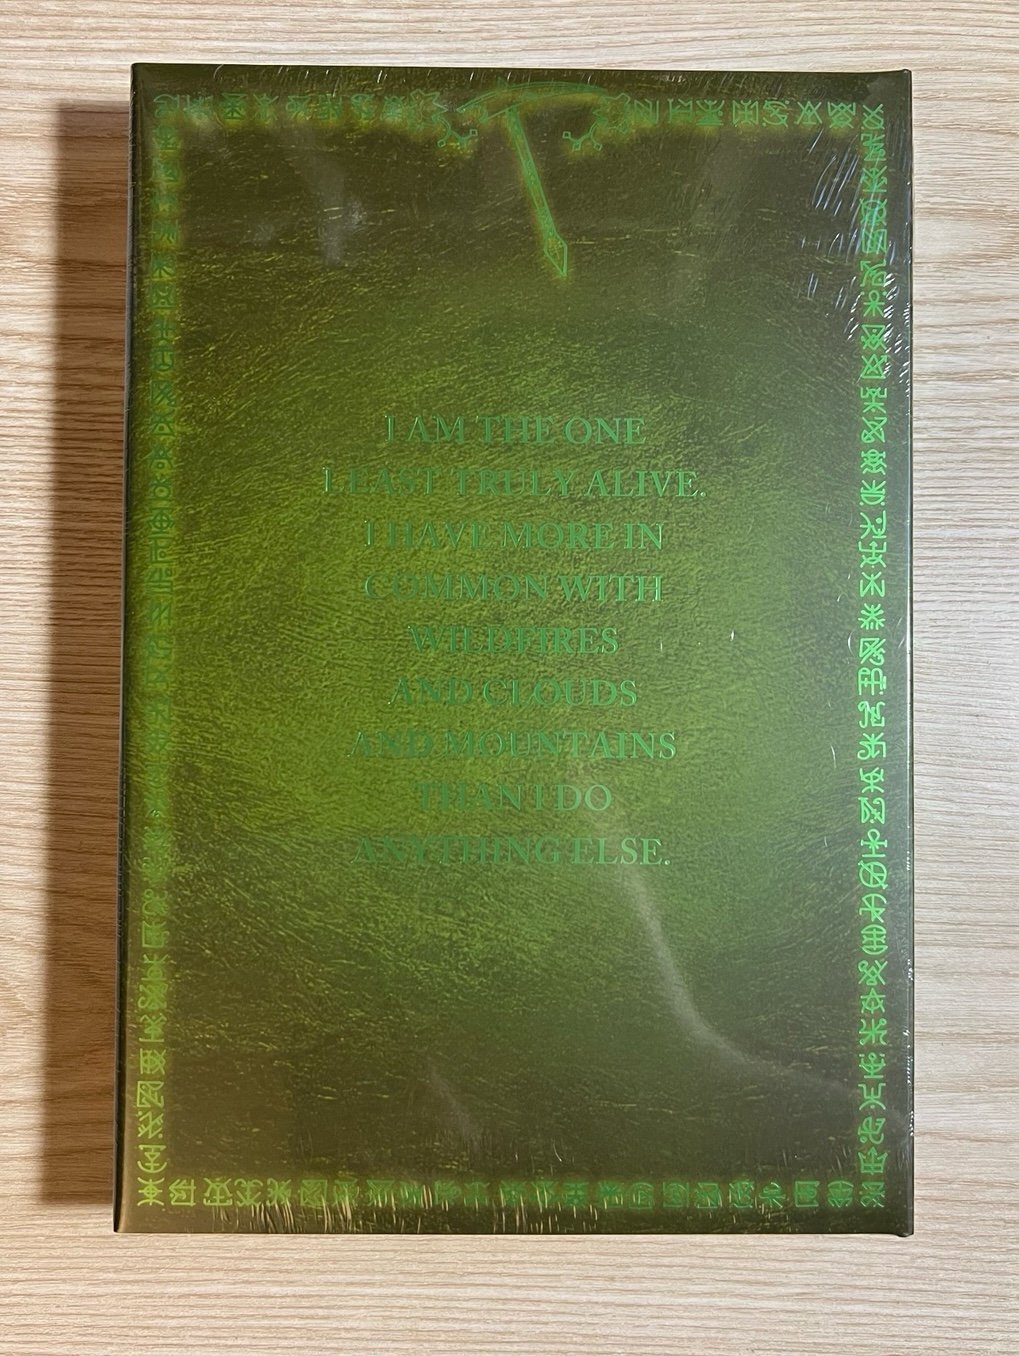 I AM THE ONE
LEAST TRULY ALIVE.
I HAVE MORE IN
COMMON WITH
WILDFIRES
AND CLOUDS
AND MOUNTAINS
THAN I DO
ANYTHING ELSE.